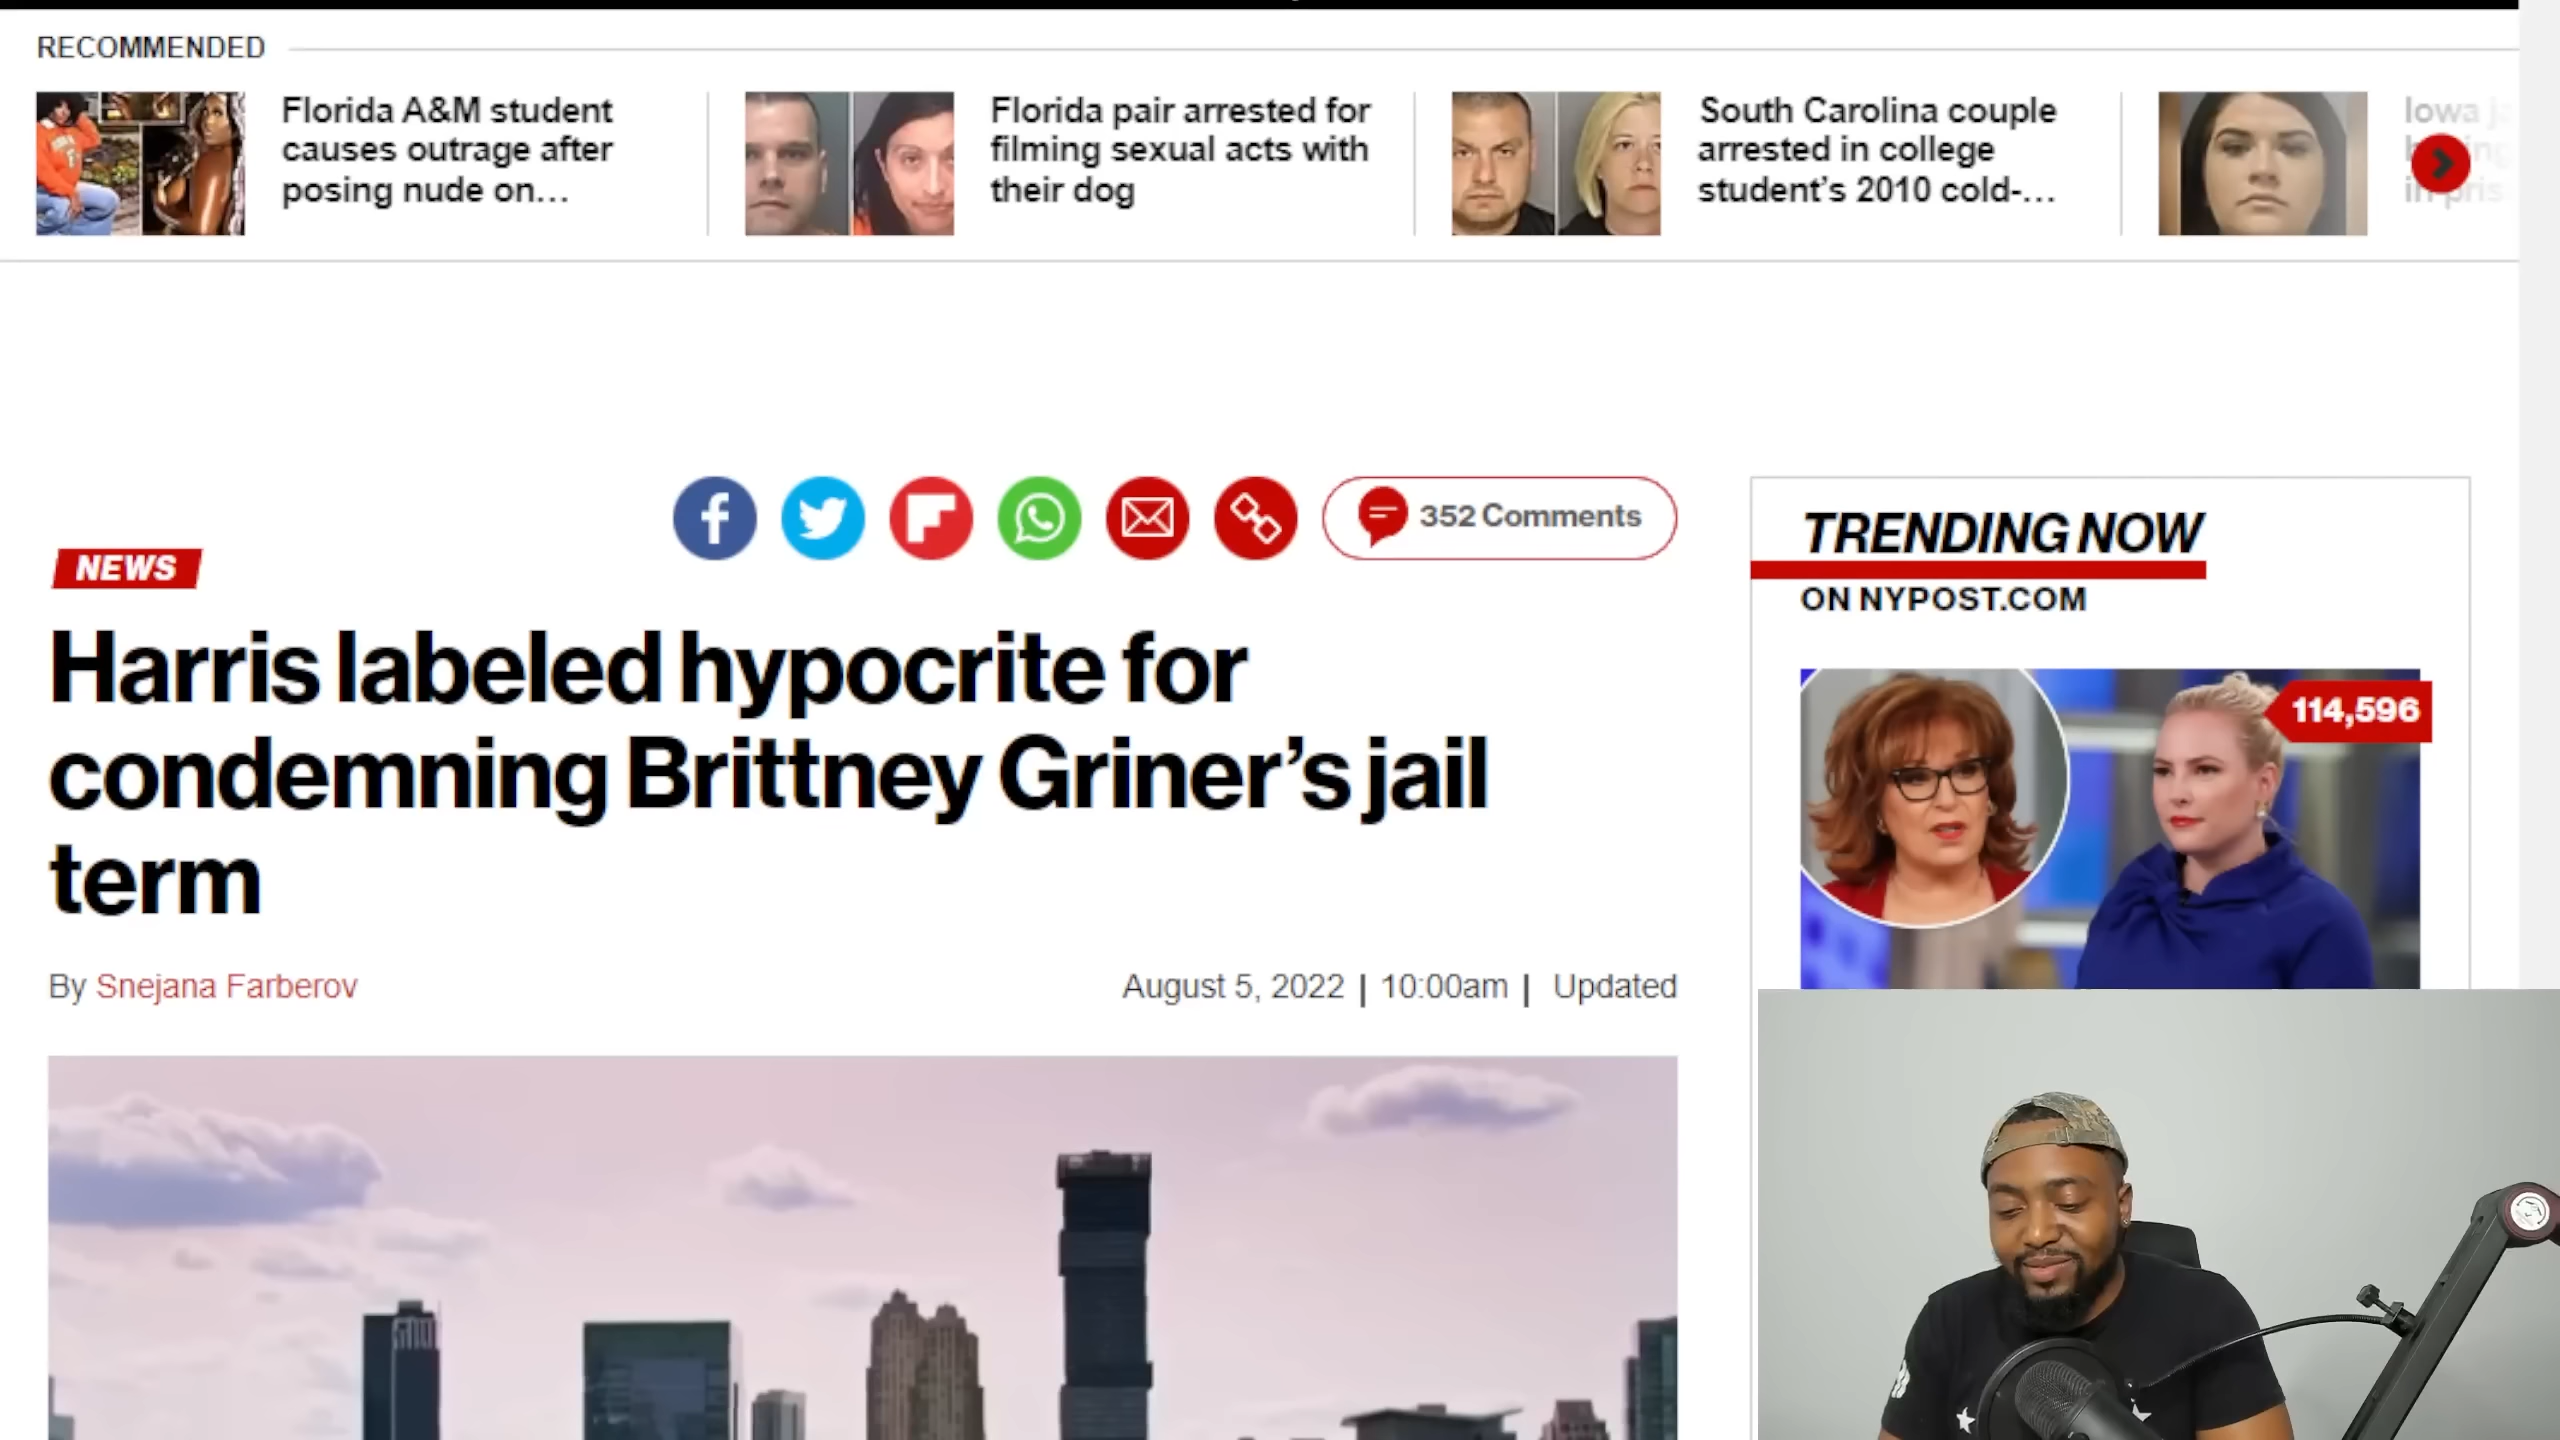 RECOMMENDED
Florida A&M student
causes outrage after
posing nude on...
Florida pair arrested for
filming sexual acts with
their dog
South Carolina couple
arrested in college
student's 2010 cold-...
Iowa
352 Comments
NEWS
Harris labeled hypocrite for
condemning Brittney Griner’s jail
term
By Snejana Farberov
August 5, 2022 | 10:00am | Updated
TRENDING NOW
ON NYPOST.COM
114,596